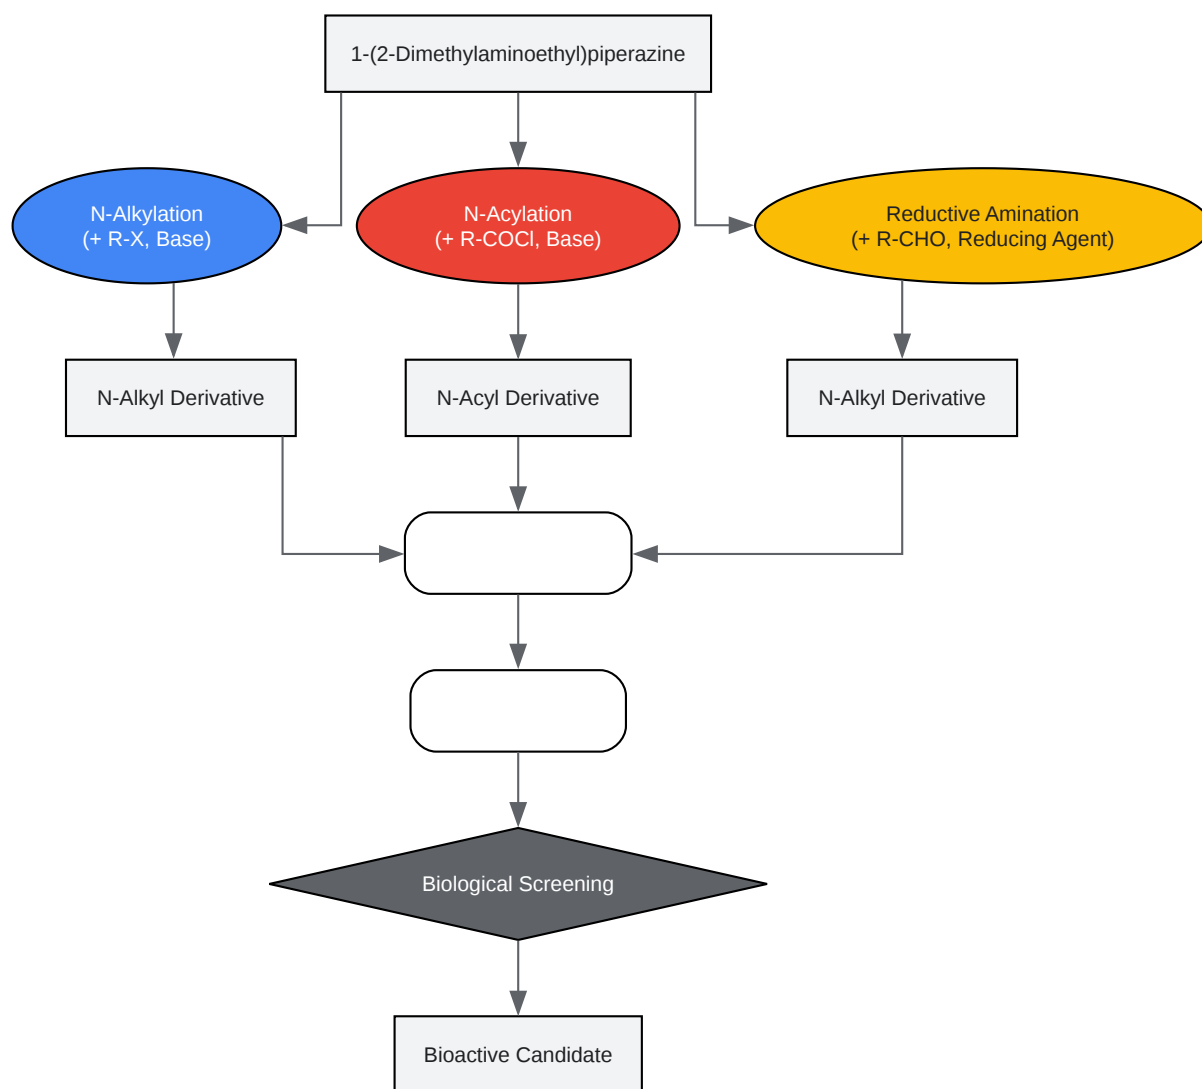 1-(2-Dimethylaminoethyl)piperazine
N-Alkylation
(+ R-X, Base)
N-Acylation
(+ R-COCl, Base)
Reductive Amination
(+ R-CHO, Reducing Agent)
N-Alkyl Derivative
N-Acyl Derivative
N-Alkyl Derivative
Biological Screening
Bioactive Candidate